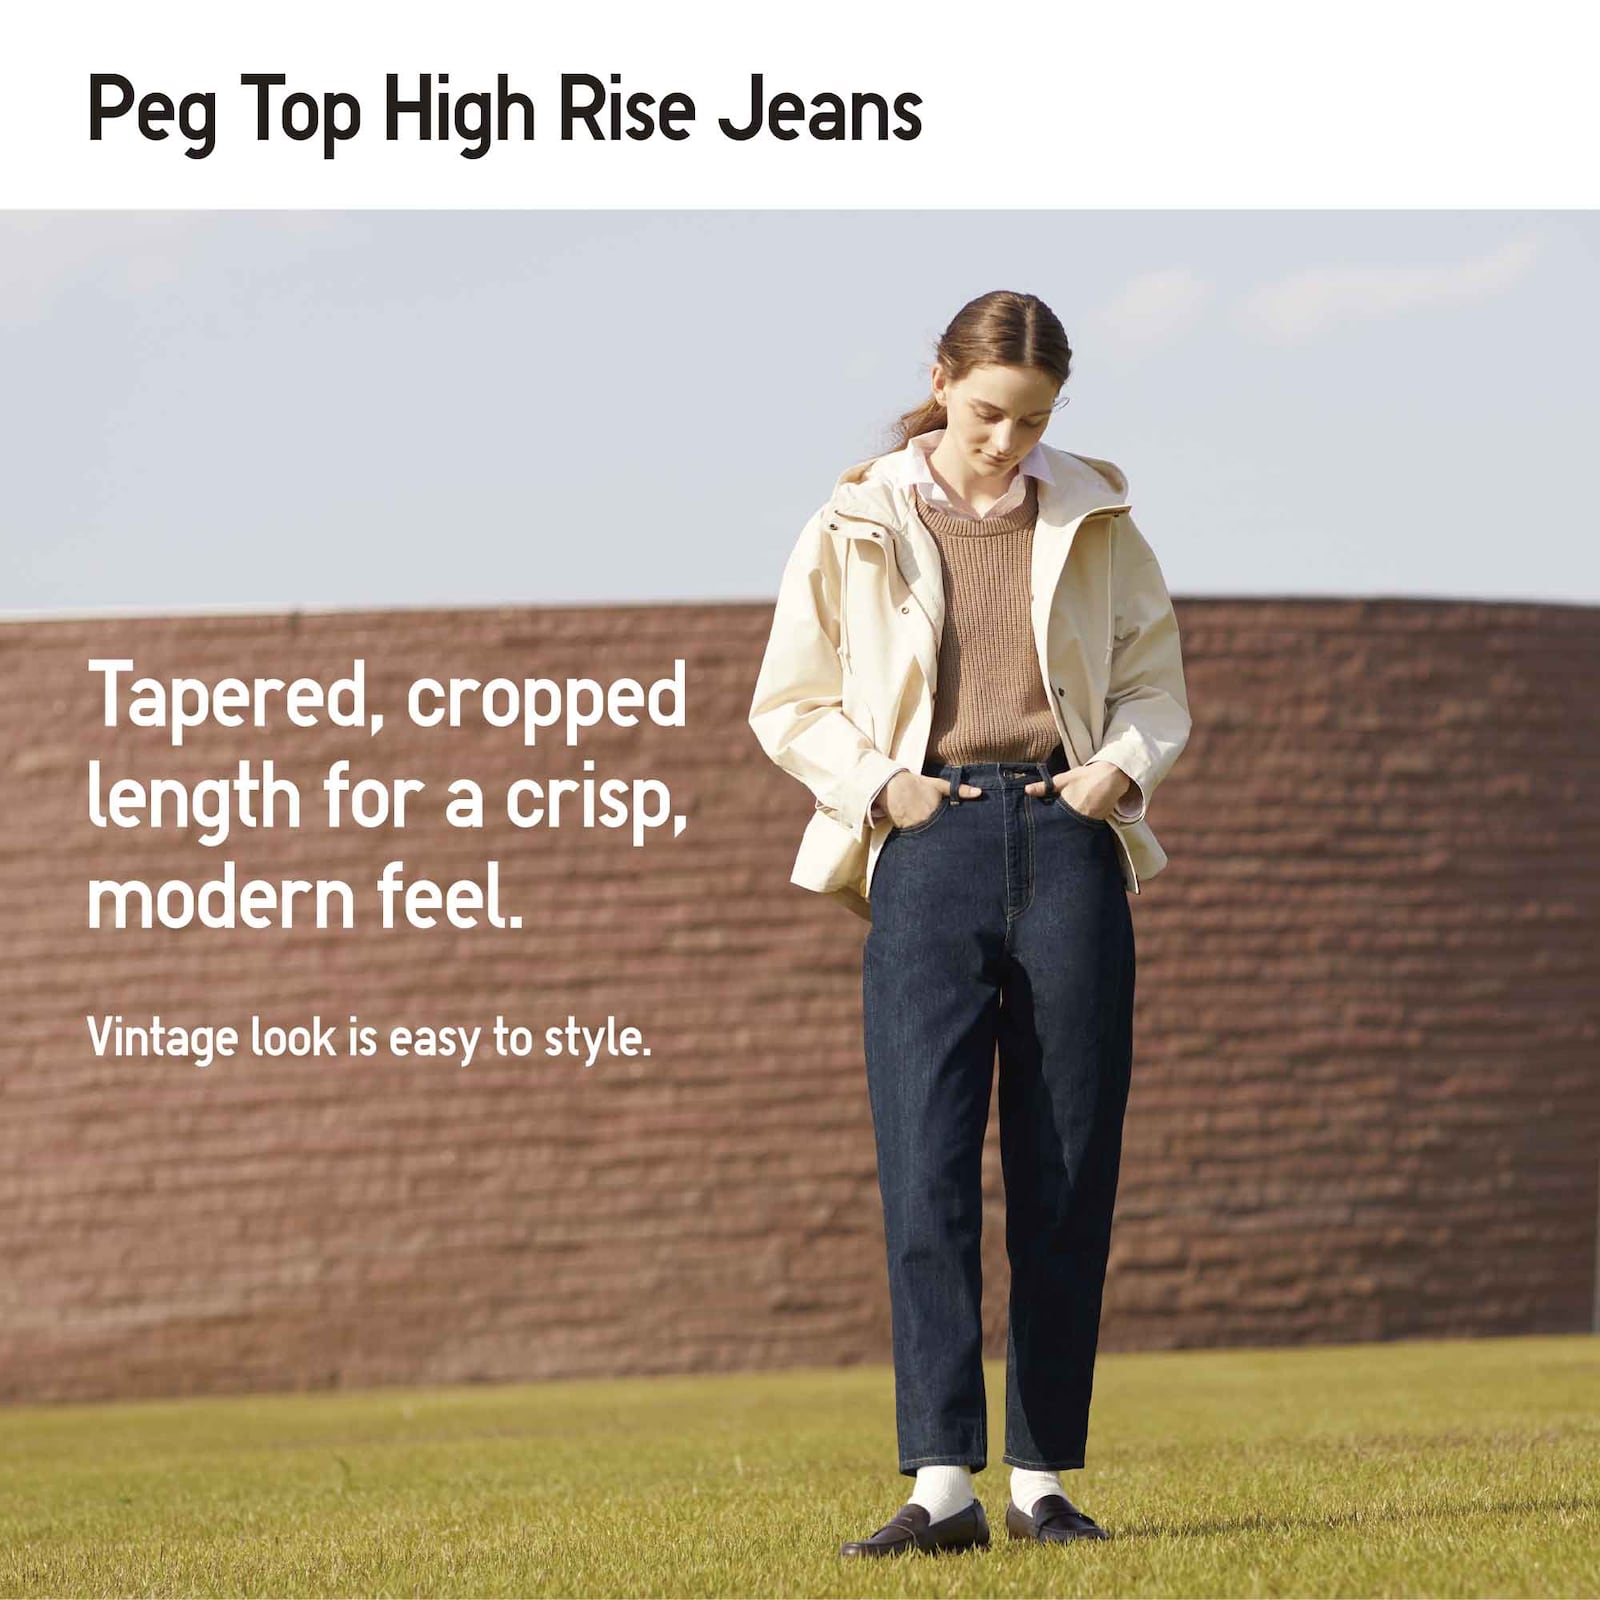 Peg Top High Rise Jeans
Tapered, cropped
length for a crisp,
modern feel.
Vintage look is easy to style.